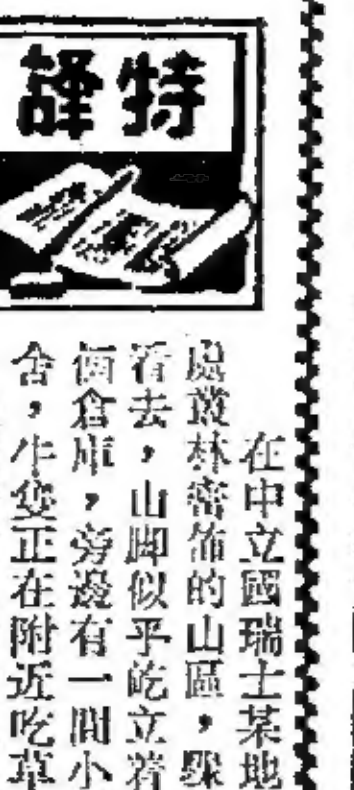 特譯
在中立國瑞士某地
處叢林密佈的山區，驟
看去，山脚似乎屹立着
個倉庫，旁邊有一間小
舍，牛隻正在附近吃草